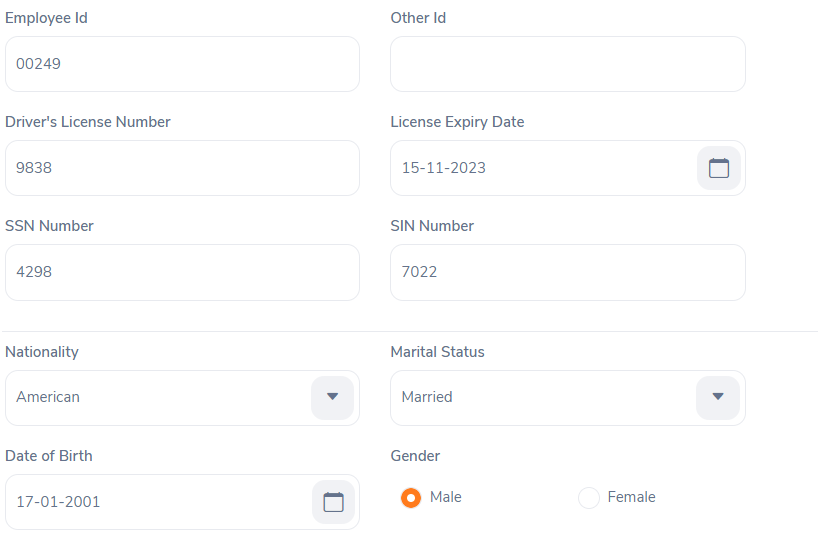 Employee Id Other Id
00249
Driver's License Number License Expiry Date
9838 15-11-2023
SSN Number SIN Number
4298 7022
Nationality Marital Status
American Married
Date of Birth Gender
17-01-2001 Male Female